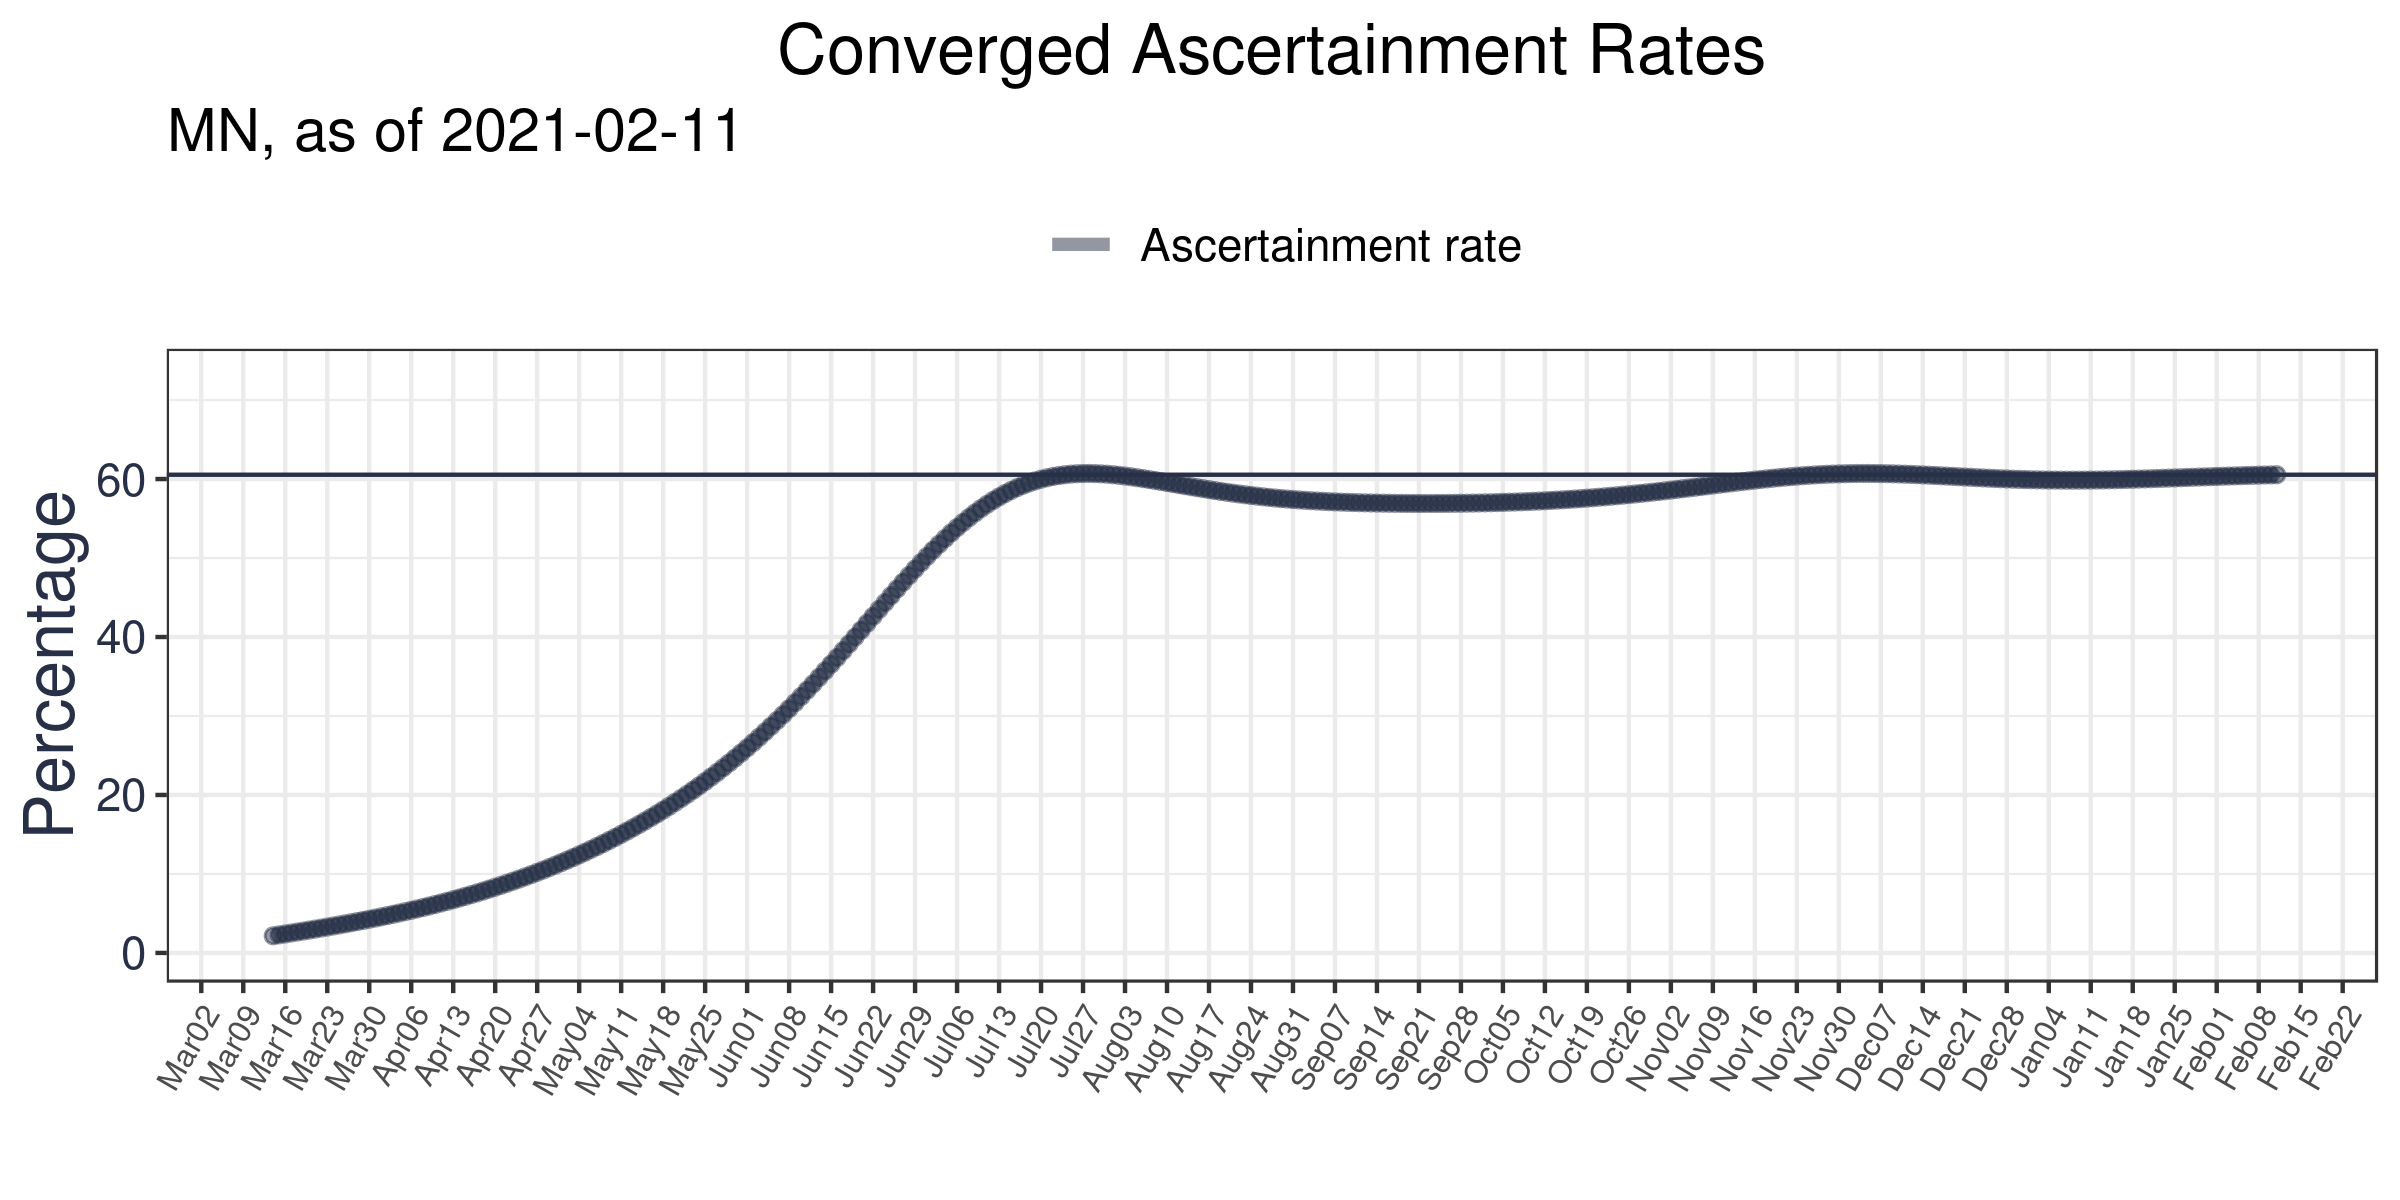 Converged Ascertainment Rates
MN, as of 2021-02-11
Ascertainment rate
Percentage
60
40
20
0
Mar02 Mar09 Mar16 Mar23 Mar30 Apr06 Apr13 Apr20 Apr27 May04 May11 May18 May25 Jun01 Jun08 Jun15 Jun22 Jun29 Jul06 Jul13 Jul20 Jul27 Aug03 Aug10 Aug17 Aug24 Aug31 Sep07 Sep14 Sep21 Sep28 Oct05 Oct12 Oct19 Oct26 Nov02 Nov09 Nov16 Nov23 Nov30 Dec07 Dec14 Dec21 Dec28 Jan04 Jan11 Jan18 Jan25 Feb01 Feb08 Feb15 Feb22